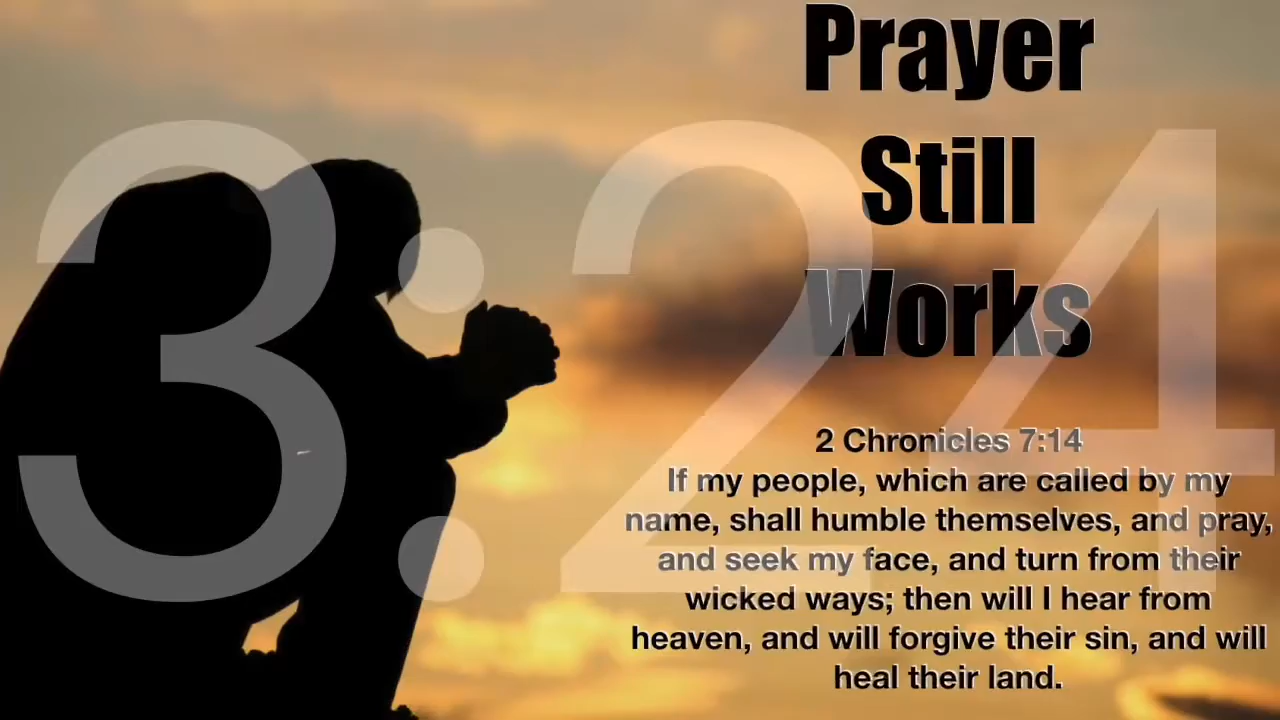 Prayer
Still
Works
3:24
2 Chronicles 7:14
If my people, which are called by my
name, shall humble themselves, and pray,
and seek my face, and turn from their
wicked ways; then will I hear from
heaven, and will forgive their sin, and will
heal their land.